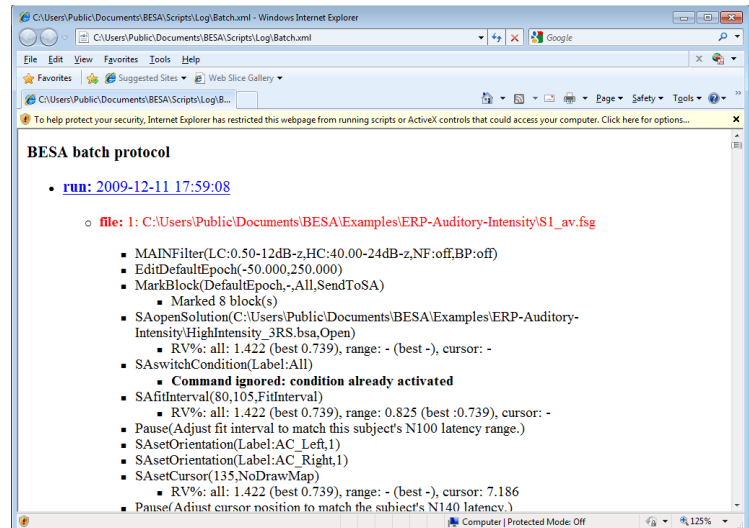 C:\Users\Public\Documents\BESA\Scripts\Log\Batch.xml - Windows Internet Explorer
C:\Users\Public\Documents\BESA\Scripts\Log\Batch.xml
Google
File Edit View Favorites Tools Help
Favorites Suggested Sites Web Slice Gallery
C:\Users\Public\Documents\BESA\Scripts\Log\B...
Page Safety Tools
To help protect your security, Internet Explorer has restricted this webpage from running scripts or ActiveX controls that could access your computer. Click here for options...
BESA batch protocol
run: 2009-12-11 17:59:08
file: 1: C:\Users\Public\Documents\BESA\Examples\ERP-Auditory-Intensity\S1_av.fsg
MAINFilter(LC:0.50-12dB-z,HC:40.00-24dB-z,NF:off,BP:off)
EditDefaultEpoch(-50.000,250.000)
MarkBlock(DefaultEpoch,-,All,SendToSA)
Marked 8 block(s)
SAopenSolution(C:\Users\Public\Documents\BESA\Examples\ERP-Auditory-
Intensity\HighIntensity_3RS.bsa,Open)
RV%: all: 1.422 (best 0.739), range: - (best -), cursor: -
SAswitchCondition(Label:All)
Command ignored: condition already activated
SAfitInterval(80,105,FitInterval)
RV%: all: 1.422 (best 0.739), range: 0.825 (best :0.739), cursor: -
Pause(Adjust fit interval to match this subject's N100 latency range.)
SAsetOrientation(Label:AC_Left,1)
SAsetOrientation(Label:AC_Right,1)
SAsetCursor(135,NoDrawMap)
RV%: all: 1.422 (best 0.739), range: - (best -), cursor: 7.186
Pause(Adjust cursor position to match the subject's N140 latency.)
Computer | Protected Mode: Off
125%